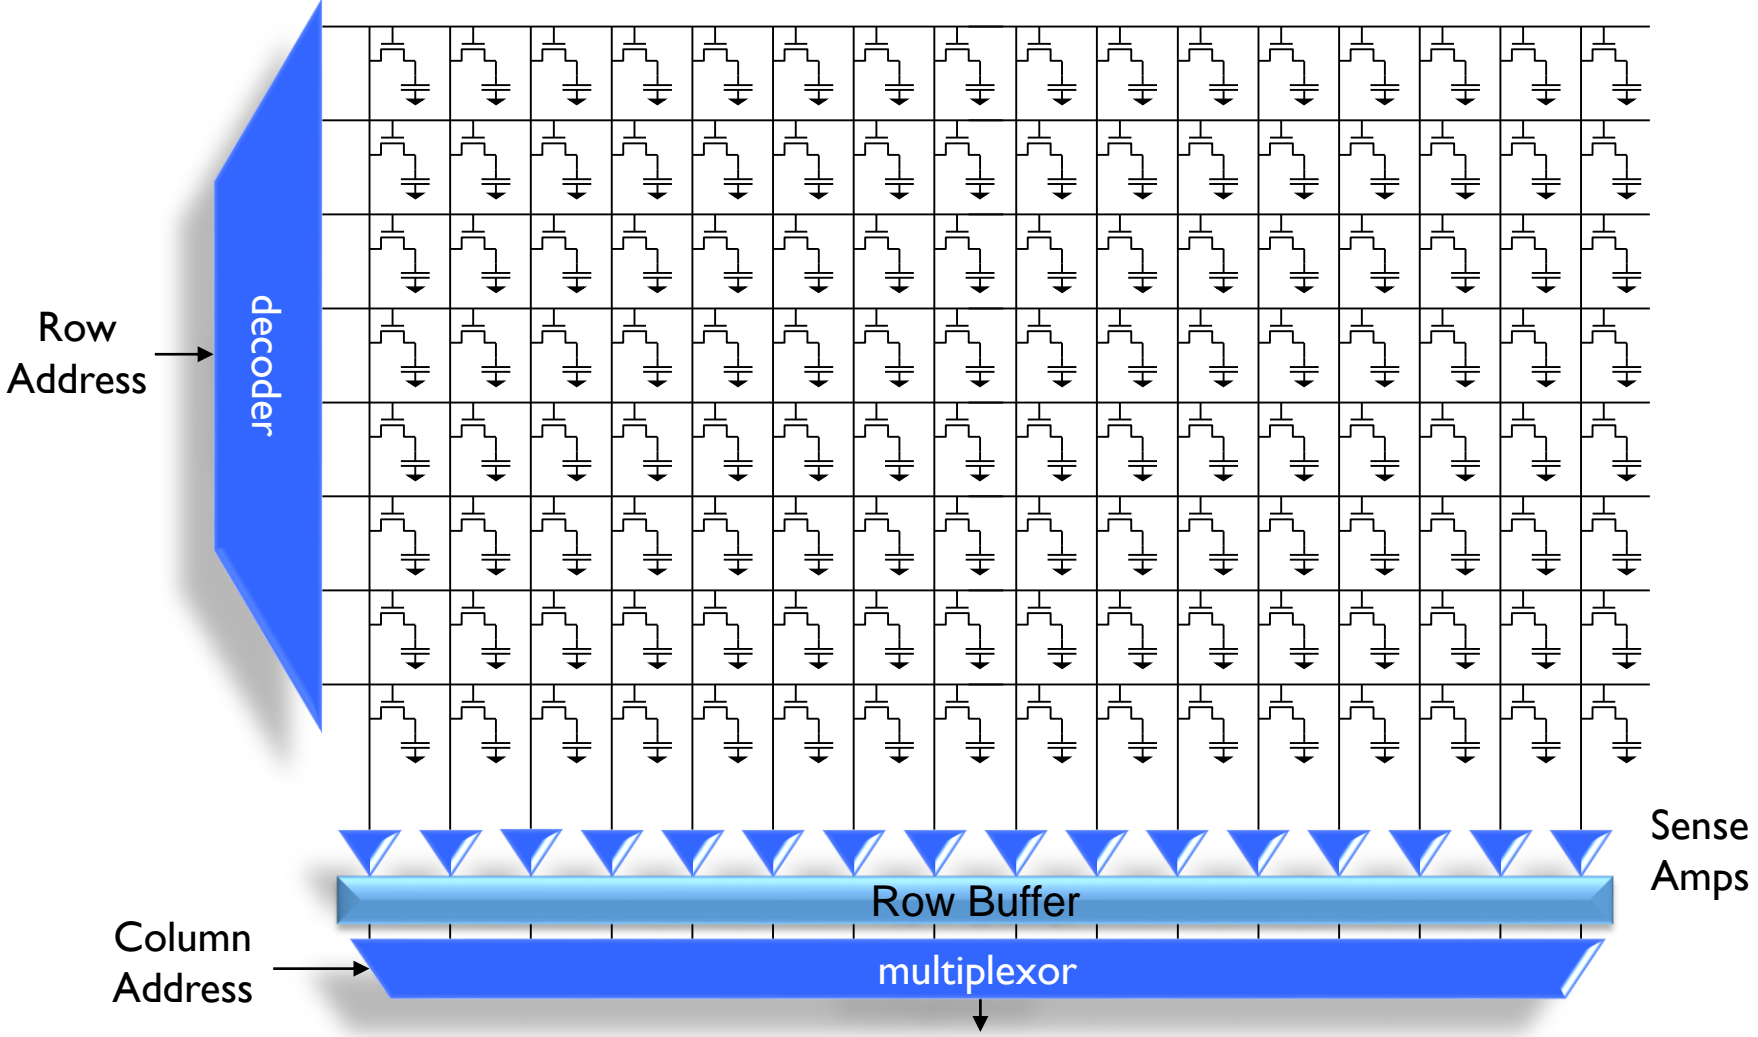 Row
Address
decoder
Sense
Amps
Row Buffer
Column
Address
multiplexor